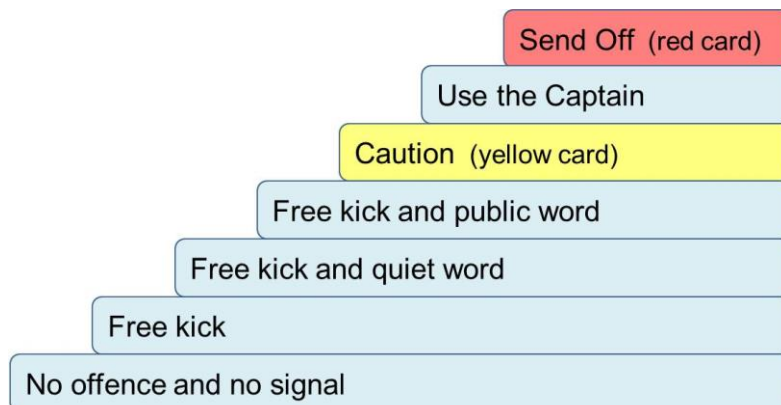 Send Off (red card)
Use the Captain
Caution (yellow card)
Free kick and public word
Free kick and quiet word
Free kick
No offence and no signal